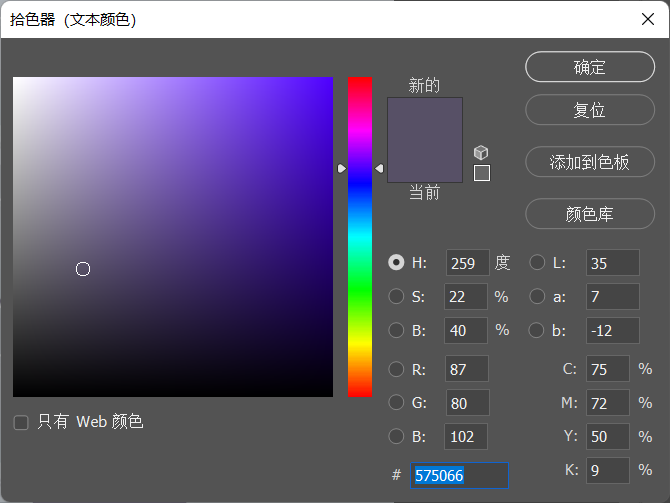 拾色器（文本颜色）
新的
当前
确定
复位
添加到色板
颜色库
H: 259 度
S: 22 %
B: 40 %
R: 87
G: 80
B: 102
# 575066
L: 35
a: 7
b: -12
C: 75 %
M: 72 %
Y: 50 %
K: 9 %
只有 Web 颜色